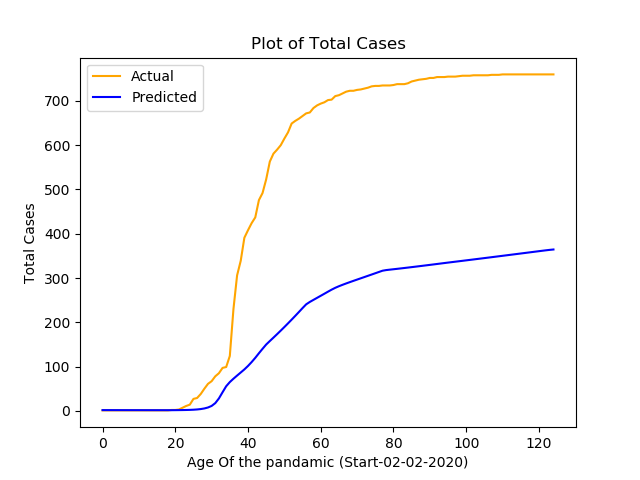 Plot of Total Cases
Actual
Predicted
Total Cases
700
600
500
400
300
200
100
0
0 20 40 60 80 100 120
Age Of the pandamic (Start-02-02-2020)